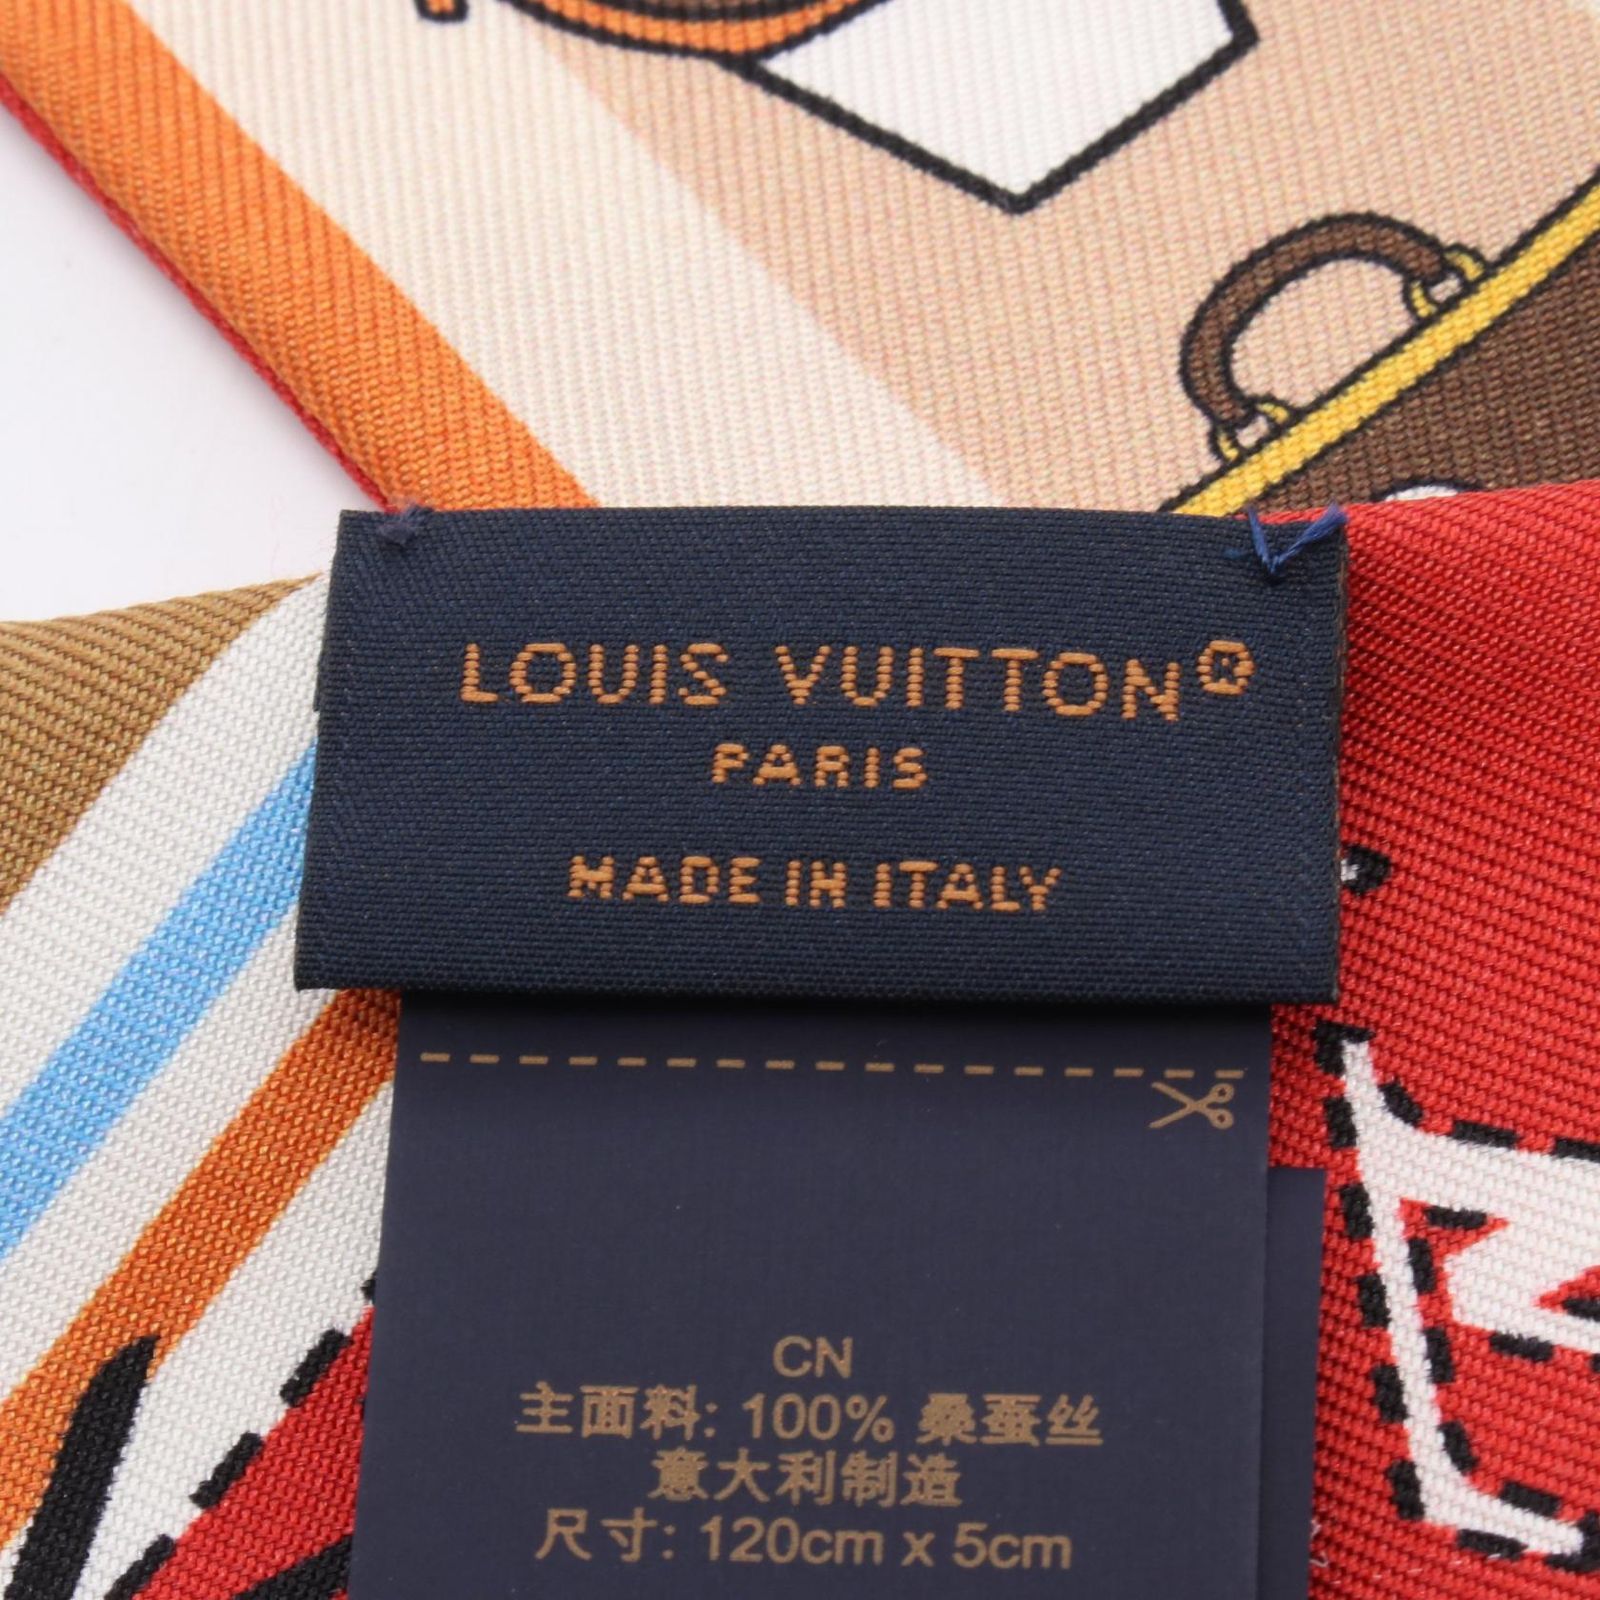 LOUIS VUITTON®
PARIS
MADE IN ITALY
CN
主面料: 100% 桑蚕丝
意大利制造
尺寸: 120cm x 5cm